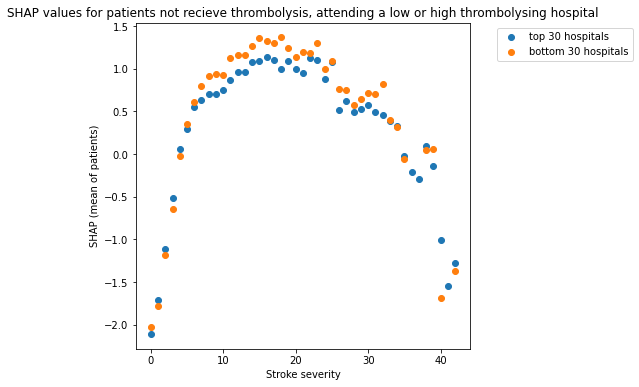 SHAP values for patients not recieve thrombolysis, attending a low or high thrombolysing hospital
top 30 hospitals
bottom 30 hospitals
1.5
1.0
0.5
0.0
−0.5
−1.0
−1.5
−2.0
SHAP (mean of patients)
0 10 20 30 40
Stroke severity